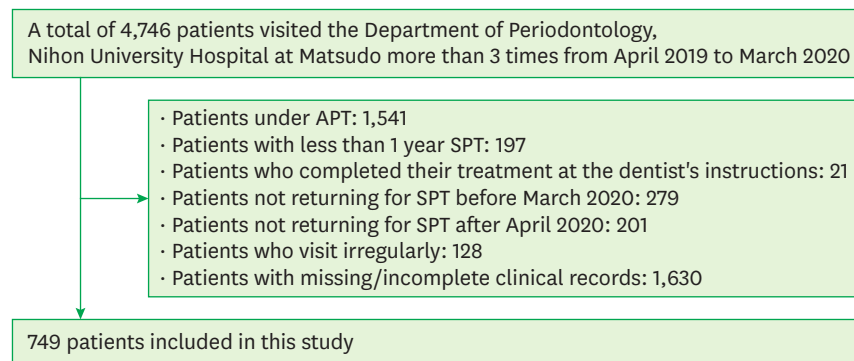 A total of 4,746 patients visited the Department of Periodontology,
Nihon University Hospital at Matsudo more than 3 times from April 2019 to March 2020
· Patients under APT: 1,541
· Patients with less than 1 year SPT: 197
· Patients who completed their treatment at the dentist's instructions: 21
· Patients not returning for SPT before March 2020: 279
· Patients not returning for SPT after April 2020: 201
· Patients who visit irregularly: 128
· Patients with missing/incomplete clinical records: 1,630
749 patients included in this study